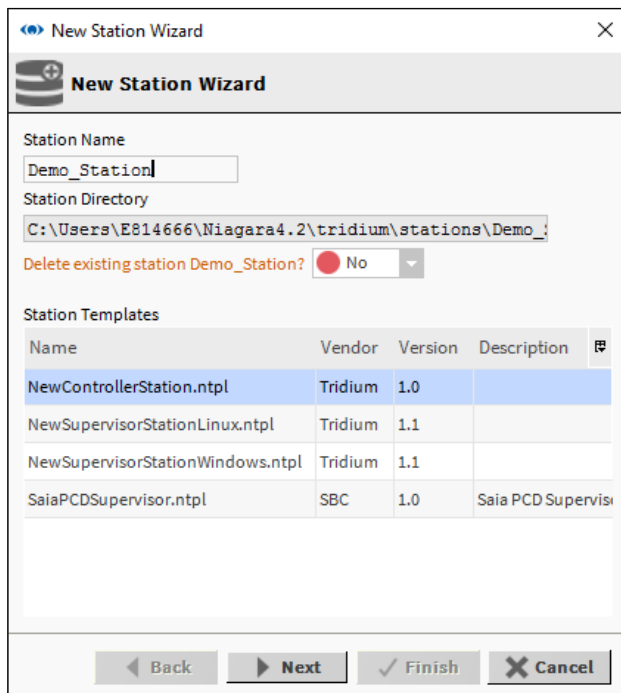 New Station Wizard
New Station Wizard
Station Name
Demo_Station
Station Directory
C:\Users\E814666\Niagara4.2\tridium\stations\Demo_
Delete existing station Demo_Station? No
Station Templates
Name Vendor Version Description
NewControllerStation.ntpl Tridium 1.0
NewSupervisorStationLinux.ntpl Tridium 1.1
NewSupervisorStationWindows.ntpl Tridium 1.1
SaiaPCDSupervisor.ntpl SBC 1.0 Saia PCD Supervis
Back Next Finish Cancel